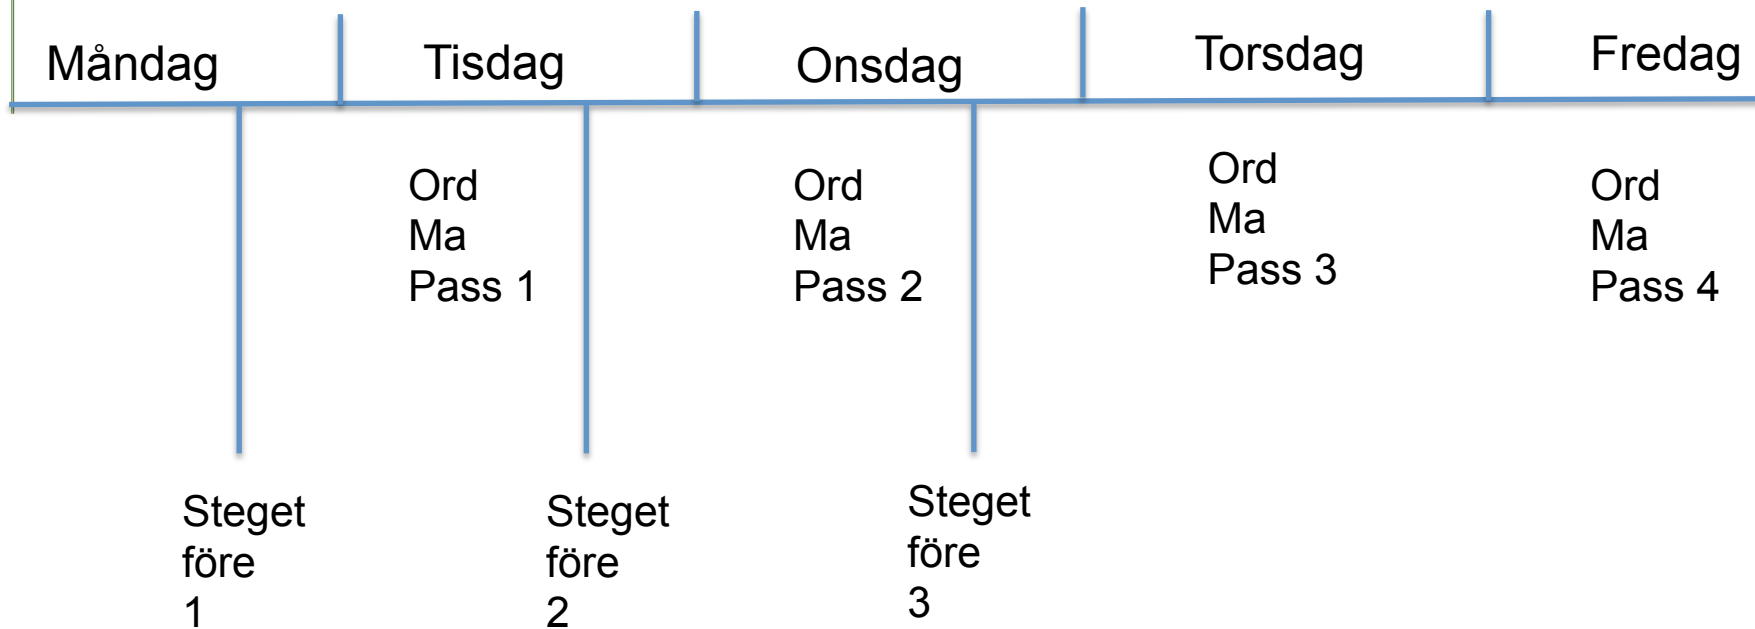 Måndag
Tisdag
Onsdag
Torsdag
Fredag
Ord
Ma
Pass 1
Ord
Ma
Pass 2
Ord
Ma
Pass 3
Ord
Ma
Pass 4
Steget
före
1
Steget
före
2
Steget
före
3